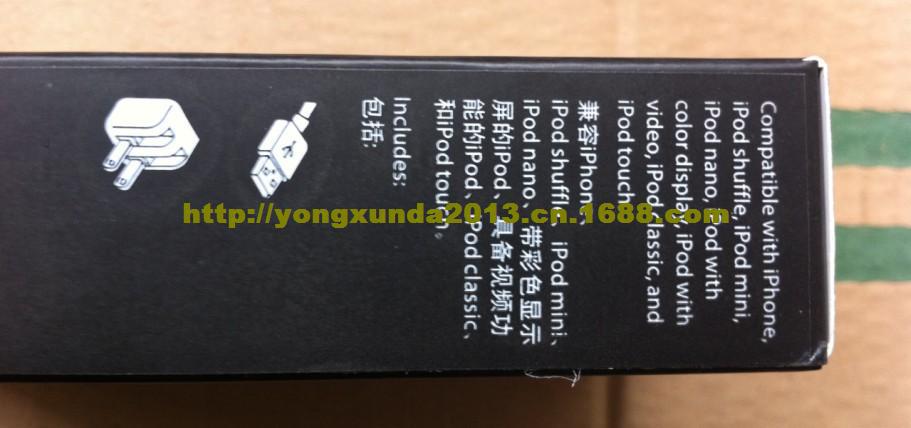 Compatible with iPhone,
iPod shuffle, iPod mini,
iPod nano, iPod with
color display, iPod with
video, iPod classic, and
iPod touch.
兼容iPhone、
iPod shuffle、iPod mini、
iPod nano、带彩色显示
屏的iPod、具备视频功
能的iPod、iPod classic、
和iPod touch。
Includes:
包括:
http://yongxunda2013.cn.1688.com